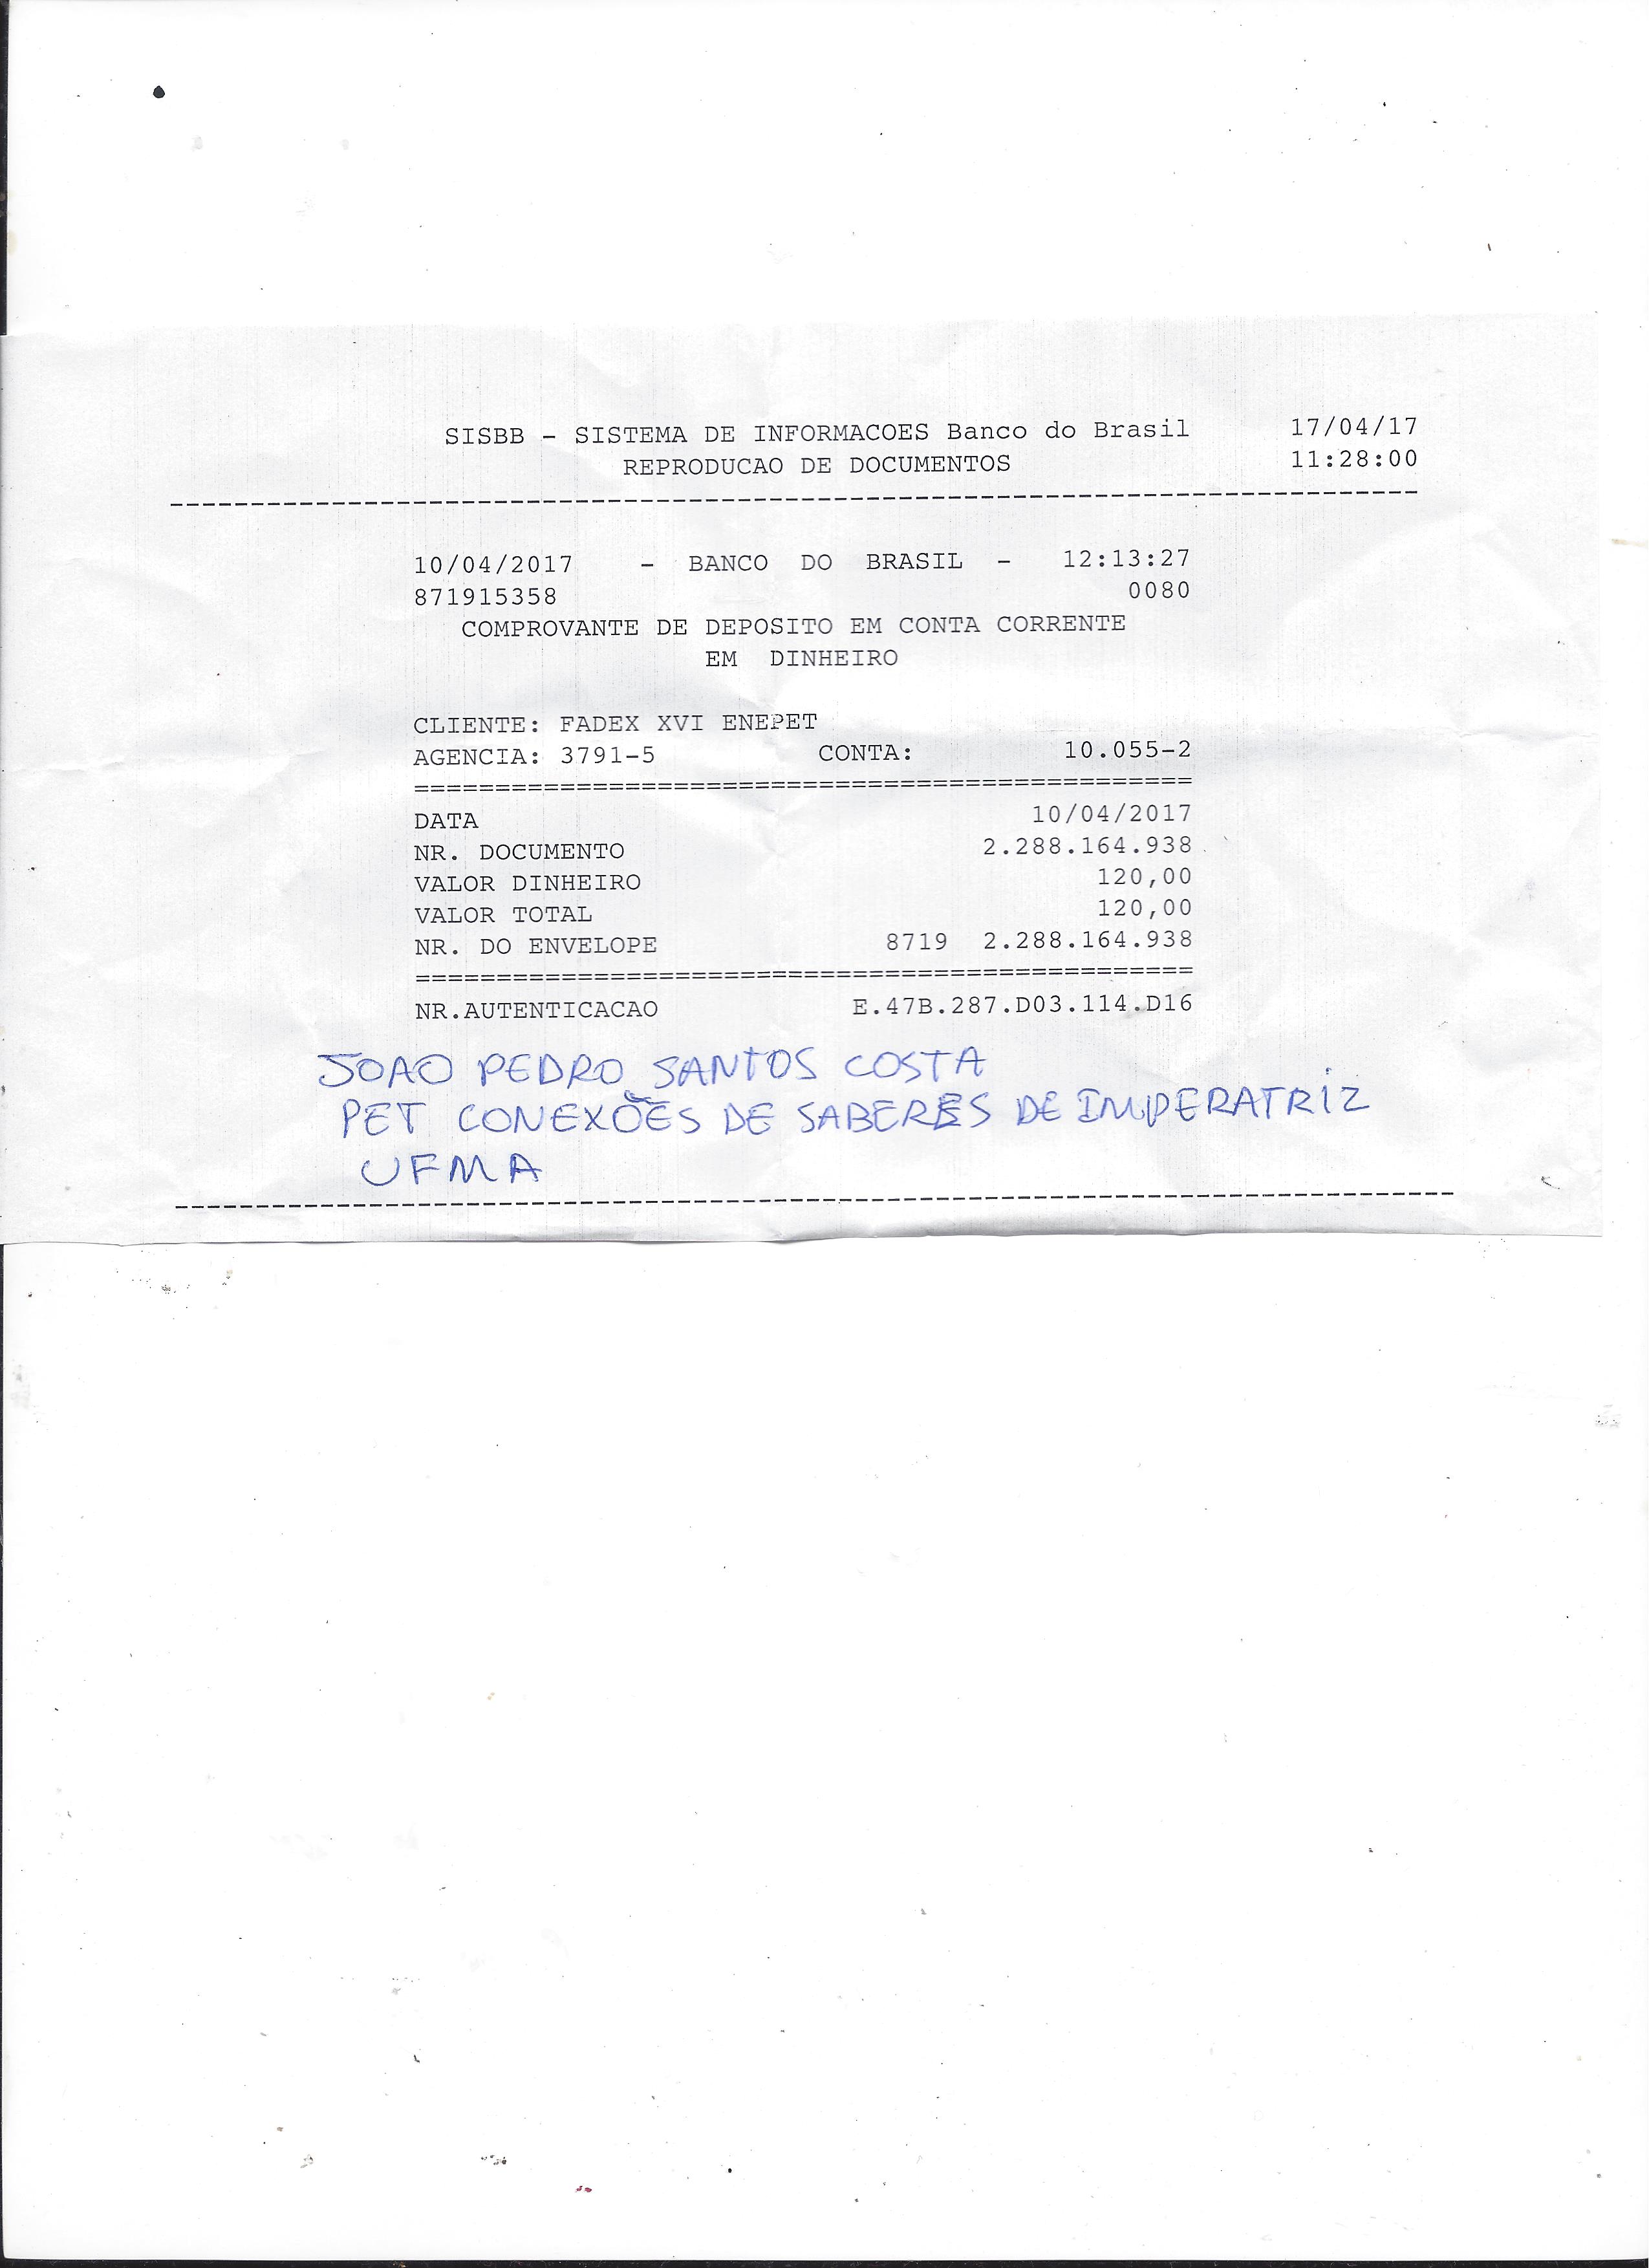 SISBB - SISTEMA DE INFORMACOES Banco do Brasil 17/04/17
REPRODUCAO DE DOCUMENTOS 11:28:00
--------------------------------------------------------------------------------
10/04/2017 - BANCO DO BRASIL - 12:13:27
871915358 0080
COMPROVANTE DE DEPOSITO EM CONTA CORRENTE
EM DINHEIRO
CLIENTE: FADEX XVI ENEPET
AGENCIA: 3791-5 CONTA: 10.055-2
================================================
DATA 10/04/2017
NR. DOCUMENTO 2.288.164.938
VALOR DINHEIRO 120,00
VALOR TOTAL 120,00
NR. DO ENVELOPE 8719 2.288.164.938
================================================
NR.AUTENTICACAO E.47B.287.D03.114.D16
JOAO PEDRO SANTOS COSTA
PET CONEXÕES DE SABERES DE IMPERATRIZ
UFMA
--------------------------------------------------------------------------------